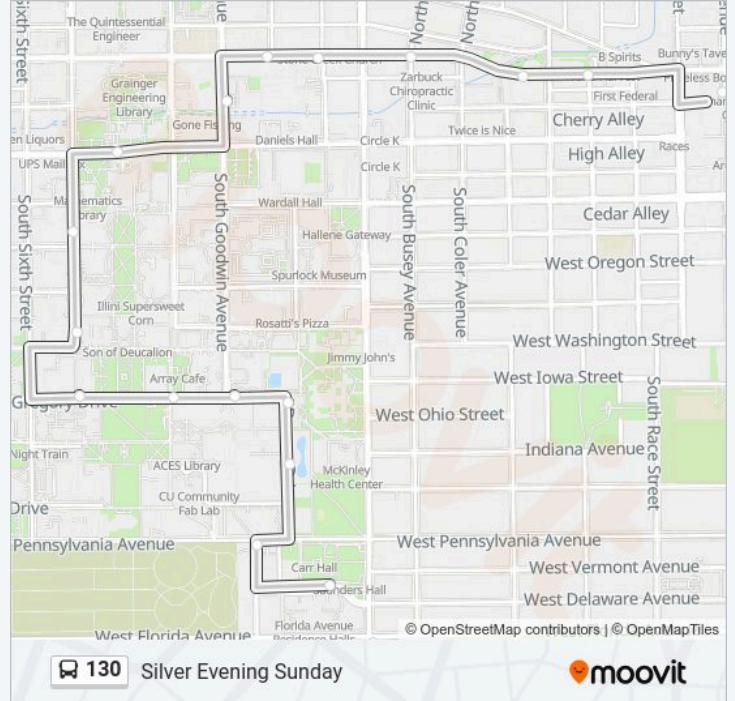 The Quintessential
Engineer
Sixth Street
ue
North
North
et
B Spirits
Bunny's Tave
Grainger
Engineering
Library
Zarbuck
Chiropractic
Clinic
First Federal
Gone Fishing
Cherry Alley
en Liquors
Daniels Hall
Circle K
Twice is Nice
High Alley
Races
UPS Mail
Circle K
Ar
South Sixth Street
Mathematics
Library
South Goodwin Avenue
Wardall Hall
South Busey Avenue
South Coler Avenue
Cedar Alley
Hallene Gateway
West Oregon Street
Spurlock Museum
Illini Supersweet
Corn
Rosatti's Pizza
West Washington Street
Son of Deucalion
Jimmy John's
Array Cafe
West Iowa Street
South Race Street
Gregory Drive
West Ohio Street
Night Train
ACES Library
McKinley
Health Center
Indiana Avenue
CU Community
Fab Lab
Drive
Pennsylvania Avenue
West Pennsylvania Avenue
Carr Hall
West Vermont Avenue
Saunders Hall
West Delaware Avenue
Florida Avenue
Residence Halls
West Florida Avenue
© OpenStreetMap contributors | © OpenMapTiles
130 Silver Evening Sunday
moovit